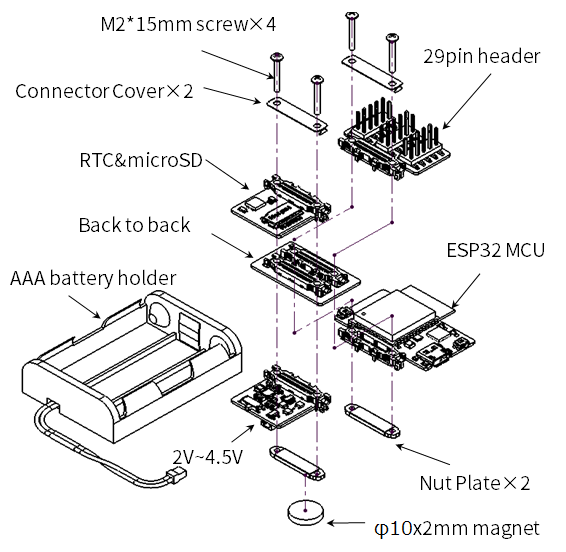 M2*15mm screw×4
29pin header
Connector Cover×2
RTC&microSD
Back to back
ESP32 MCU
AAA battery holder
2V~4.5V
Nut Plate×2
φ10x2mm magnet